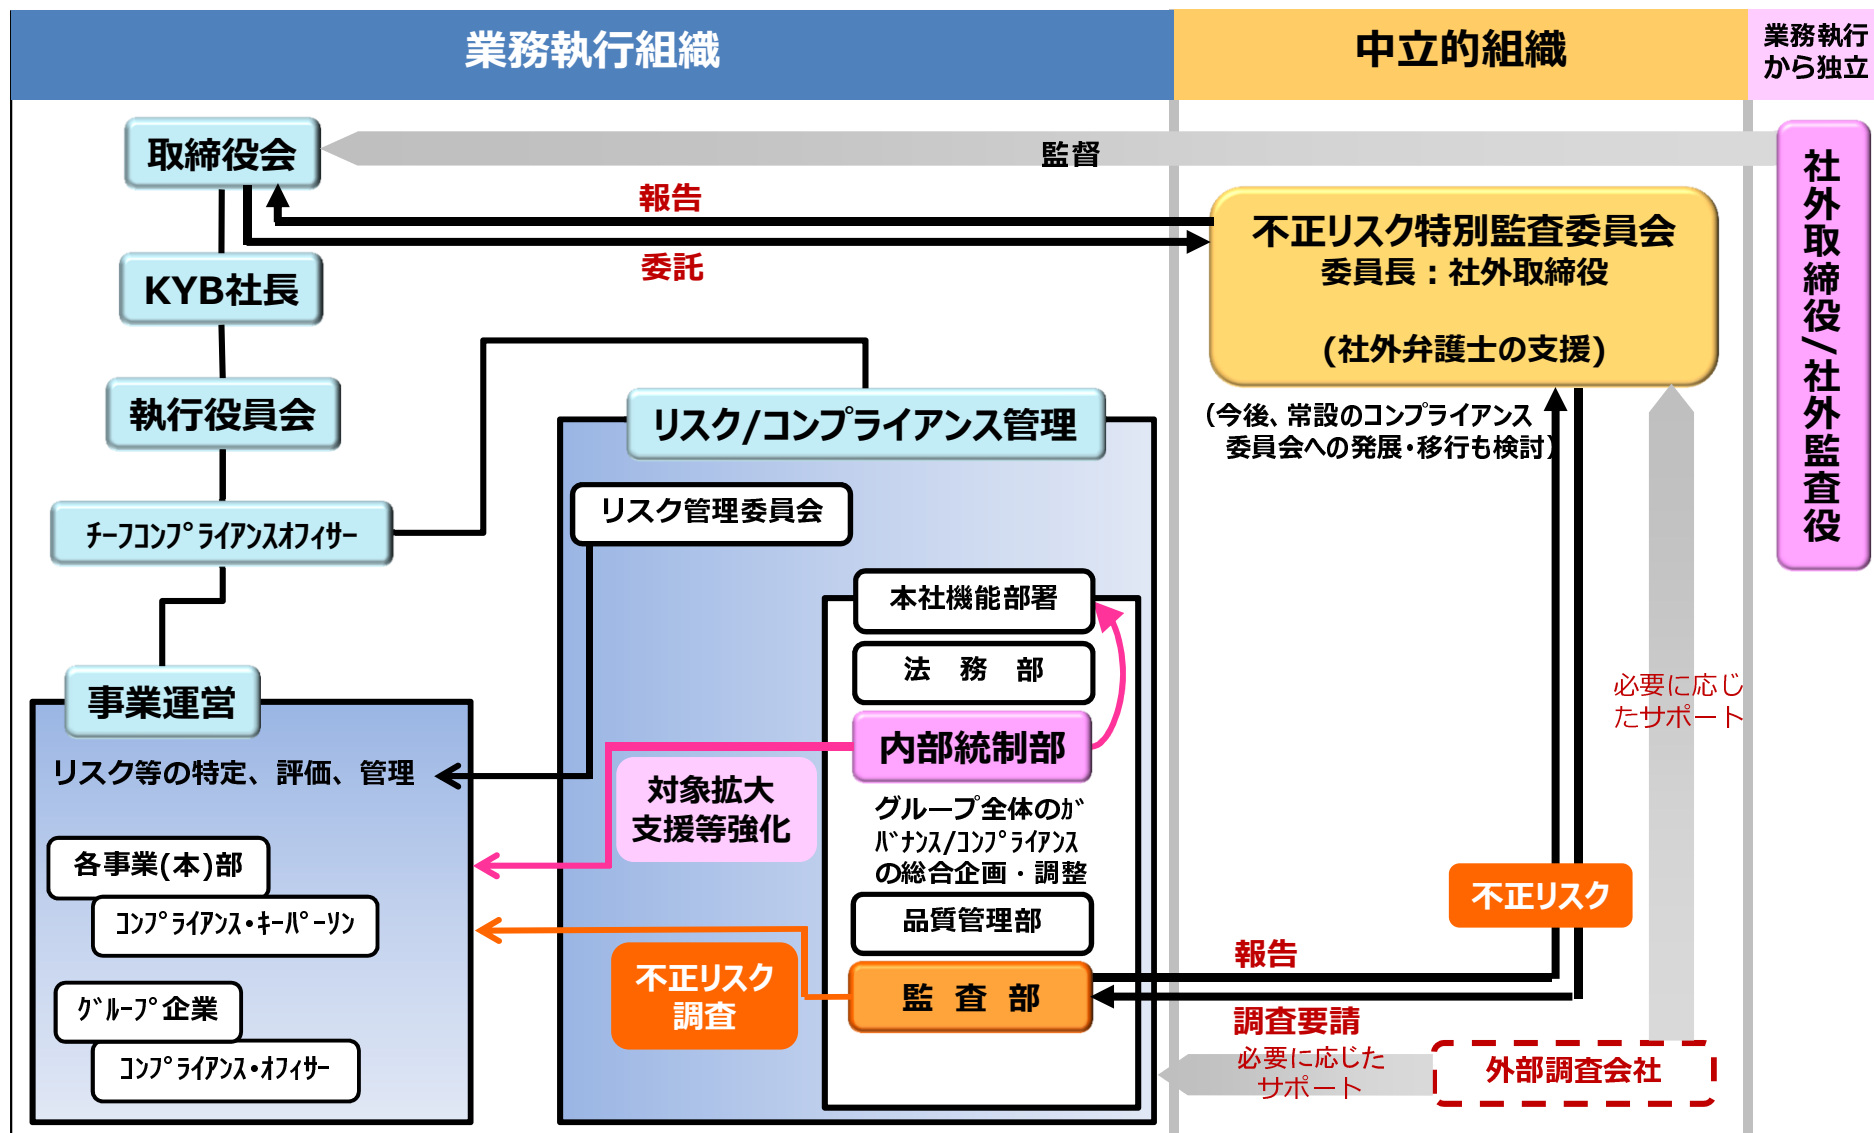 業務執行組織
中立的組織
業務執行
から独立
取締役会
監督
報告
委託
KYB社長
執行役員会
ﾁｰﾌｺﾝﾌﾟﾗｲｱﾝｽｵﾌｨｻｰ
事業運営
リスク等の特定、評価、管理
各事業(本)部
ｺﾝﾌﾟﾗｲｱﾝｽ・ｷｰﾊﾟｰｿﾝ
ｸﾞﾙｰﾌﾟ企業
ｺﾝﾌﾟﾗｲｱﾝｽ・ｵﾌｨｻｰ
リスク/コンプライアンス管理
リスク管理委員会
本社機能部署
法　務　部
内部統制部
対象拡大
支援等強化
グループ全体のｶﾞ
ﾊﾞﾅﾝｽ/ｺﾝﾌﾟﾗｲｱﾝｽ
の総合企画・調整
品質管理部
監 査 部
不正リスク
調査
不正リスク特別監査委員会
委員長：社外取締役
(社外弁護士の支援)
（今後、常設のコンプライアンス
委員会への発展・移行も検討）
不正リスク
報告
調査要請
必要に応じた
サポート
外部調査会社
必要に応じ
たサポート
社外取締役/社外監査役